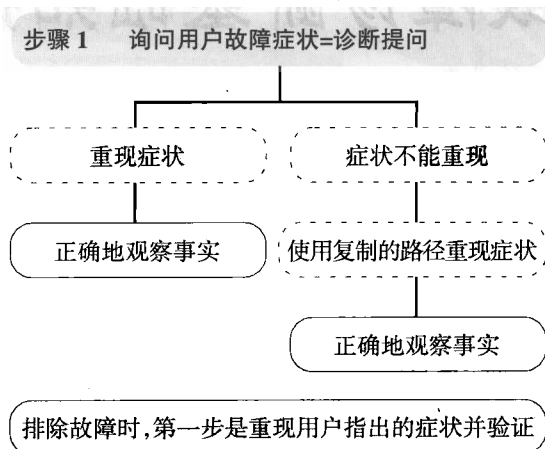 步骤1 询问用户故障症状=诊断提问
重现症状
症状不能重现
正确地观察事实
使用复制的路径重现症状
正确地观察事实
排除故障时,第一步是重现用户指出的症状并验证